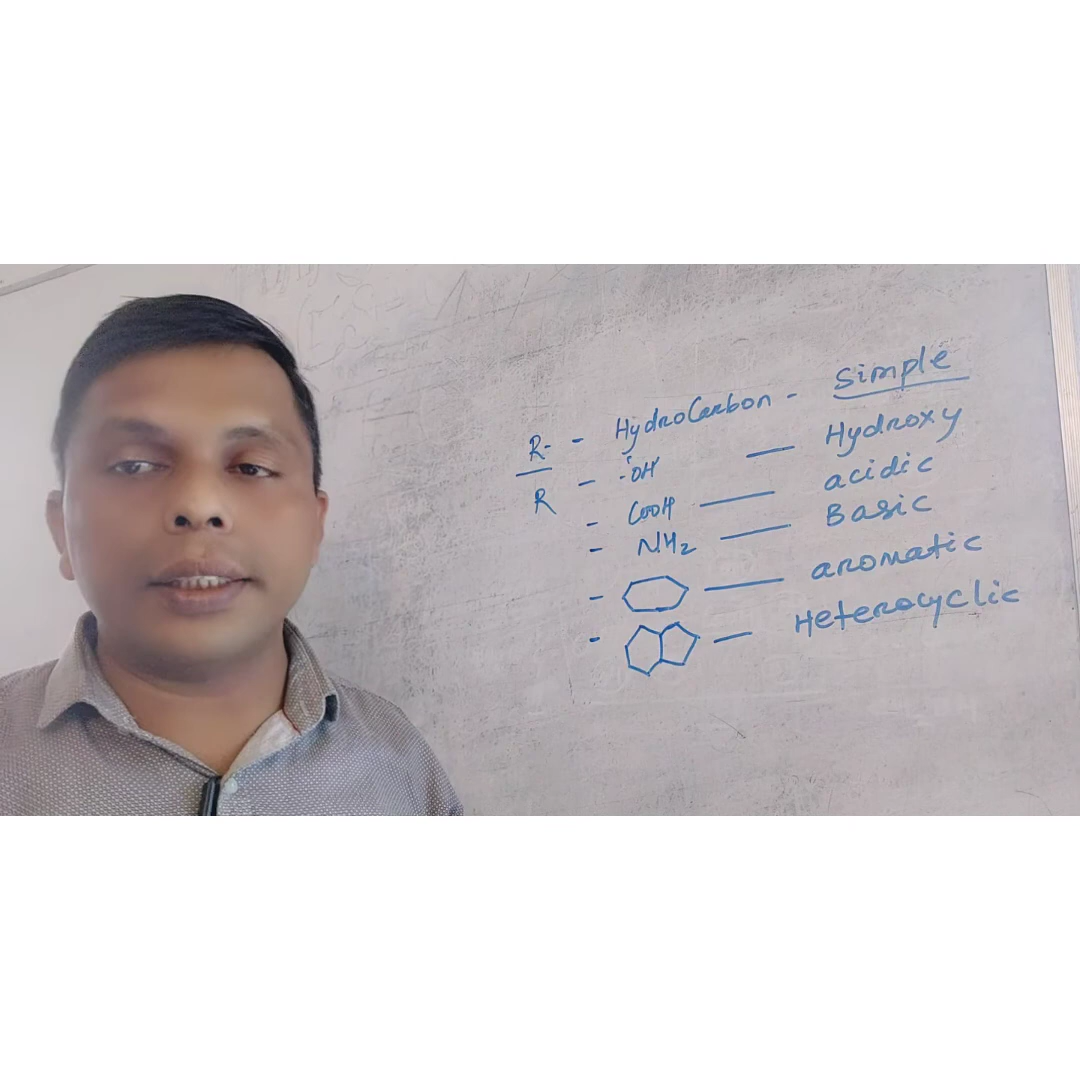 R- - HydroCarbon - Simple
R - -OH — Hydroxy
- COOH — acidic
- NH2 — Basic
- — aromatic
- — Heterocyclic